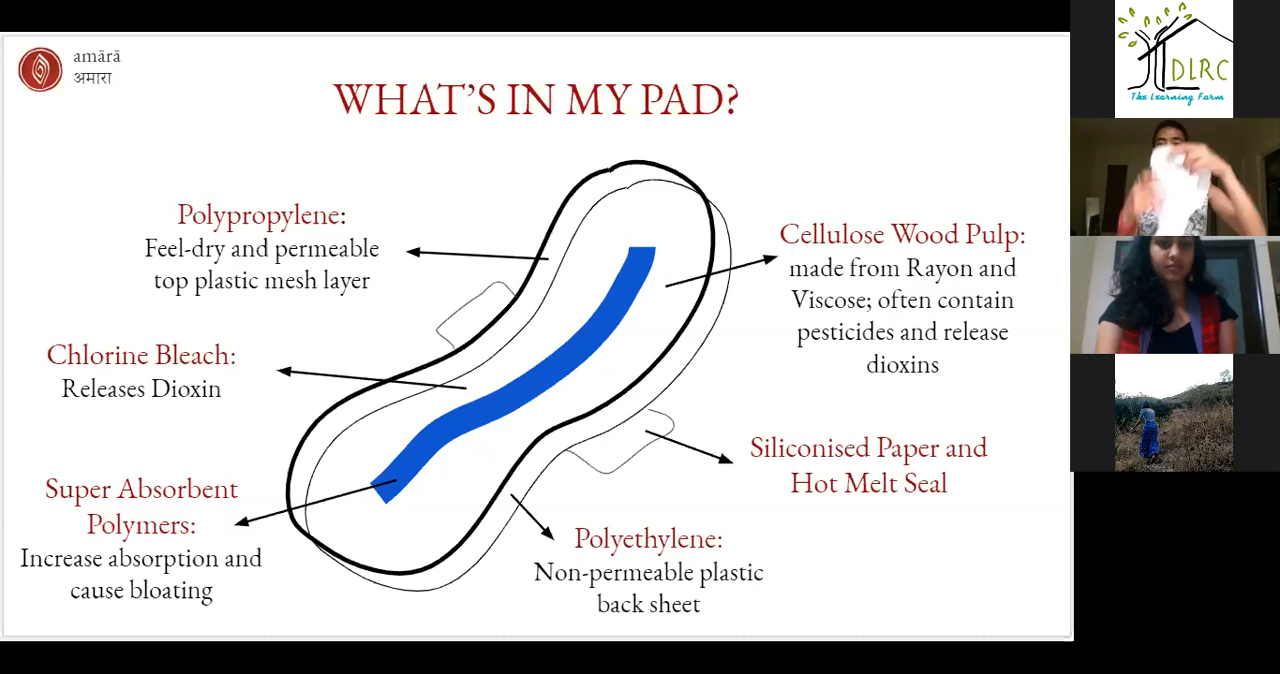 amārā
अमारा
WHAT'S IN MY PAD?
Polypropylene:
Feel-dry and permeable
top plastic mesh layer
Chlorine Bleach:
Releases Dioxin
Super Absorbent
Polymers:
Increase absorption and
cause bloating
Cellulose Wood Pulp:
made from Rayon and
Viscose; often contain
pesticides and release
dioxins
Siliconised Paper and
Hot Melt Seal
Polyethylene:
Non-permeable plastic
back sheet
DLRC
The Learning Farm